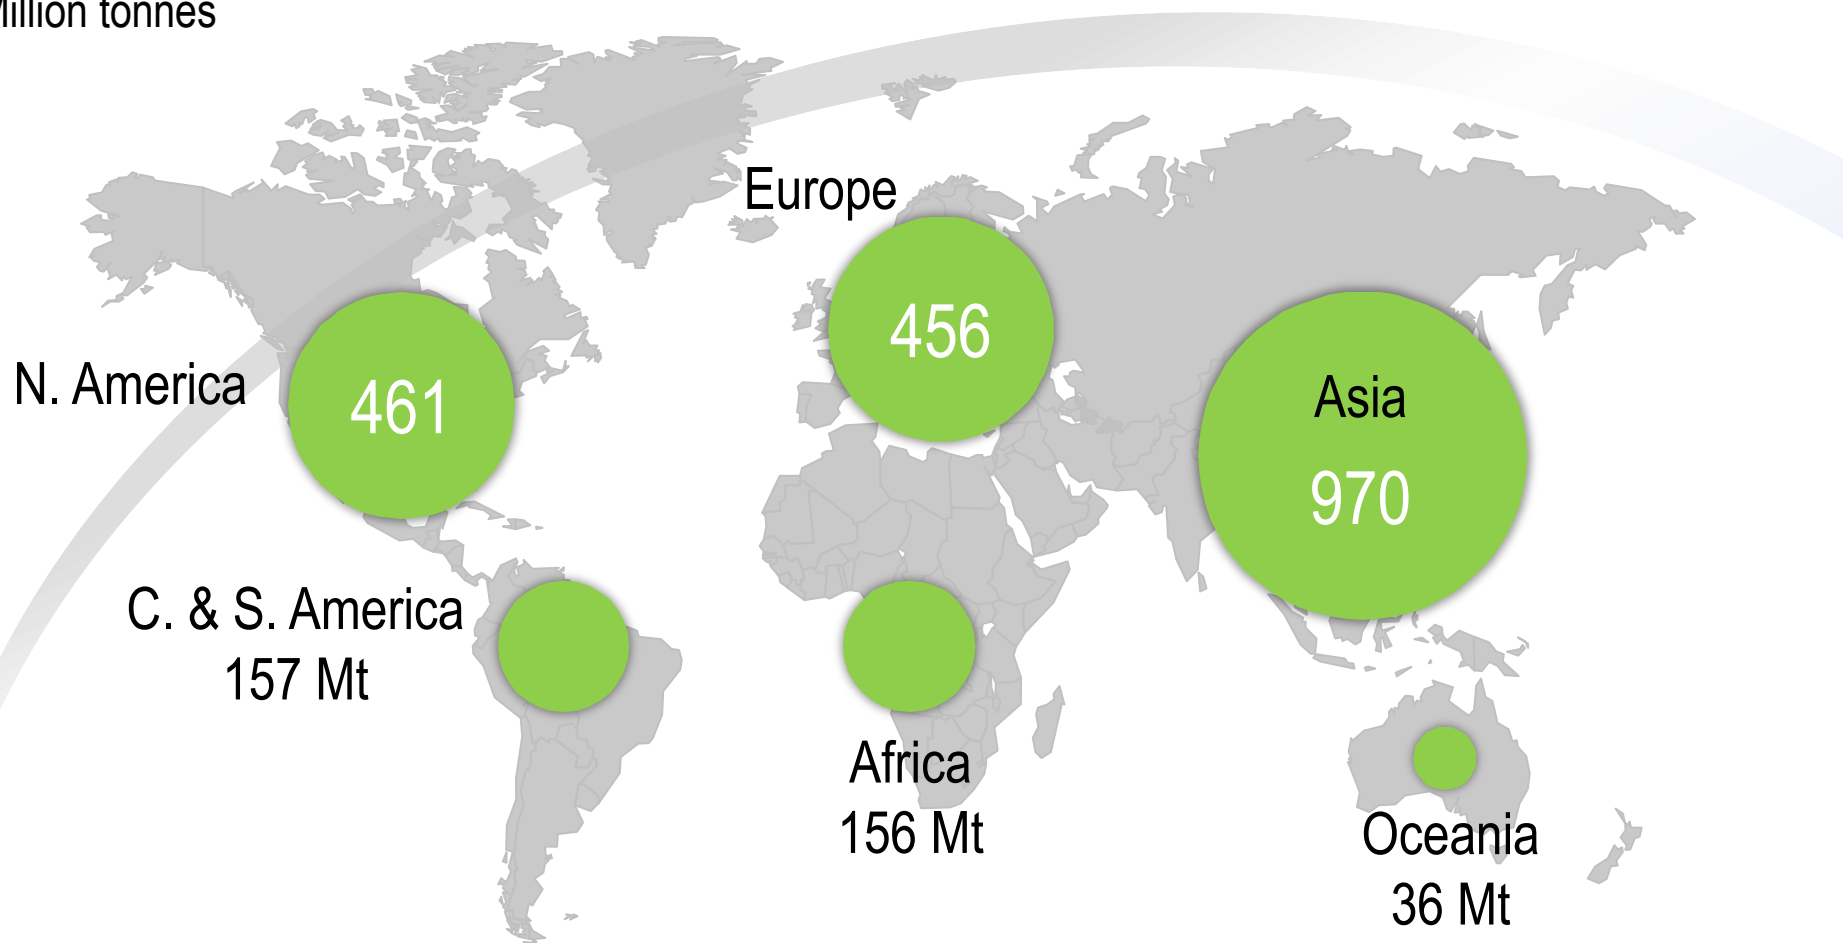 Million tonnes
Europe
456
N. America
461
Asia
970
C. & S. America
157 Mt
Africa
156 Mt
Oceania
36 Mt